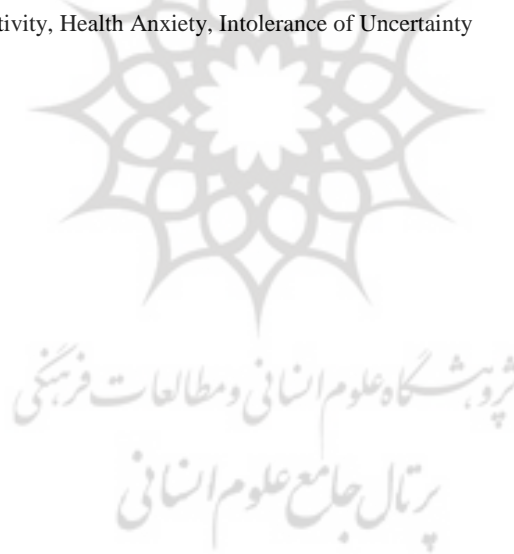 tivity, Health Anxiety, Intolerance of Uncertainty
پژوهشگاه علوم انسانی و مطالعات فرهنگی
پرتال جامع علوم انسانی